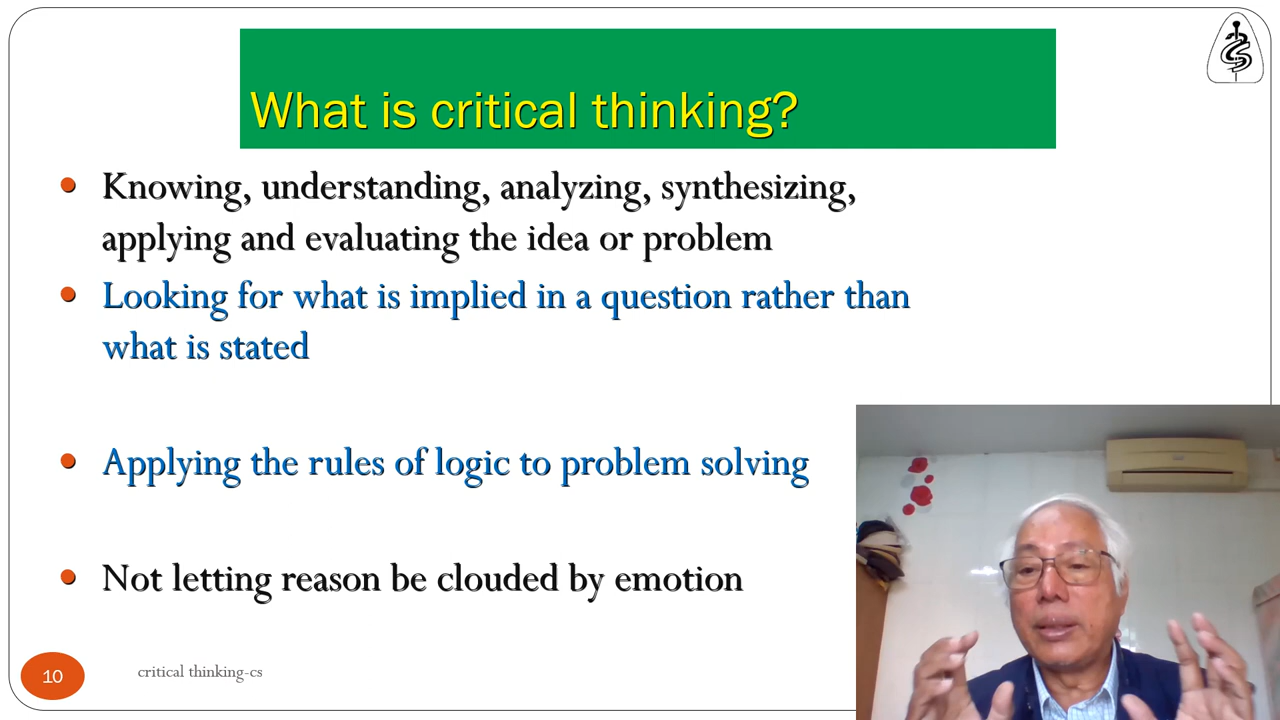 What is critical thinking?
Knowing, understanding, analyzing, synthesizing,
applying and evaluating the idea or problem
Looking for what is implied in a question rather than
what is stated
Applying the rules of logic to problem solving
Not letting reason be clouded by emotion
10
critical thinking-cs